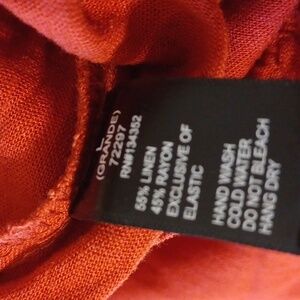 L
(GRANDE)
72297
RN#134352
55% LINEN
45% RAYON
EXCLUSIVE OF
ELASTIC
HAND WASH
COLD WATER
DO NOT BLEACH
HANG DRY